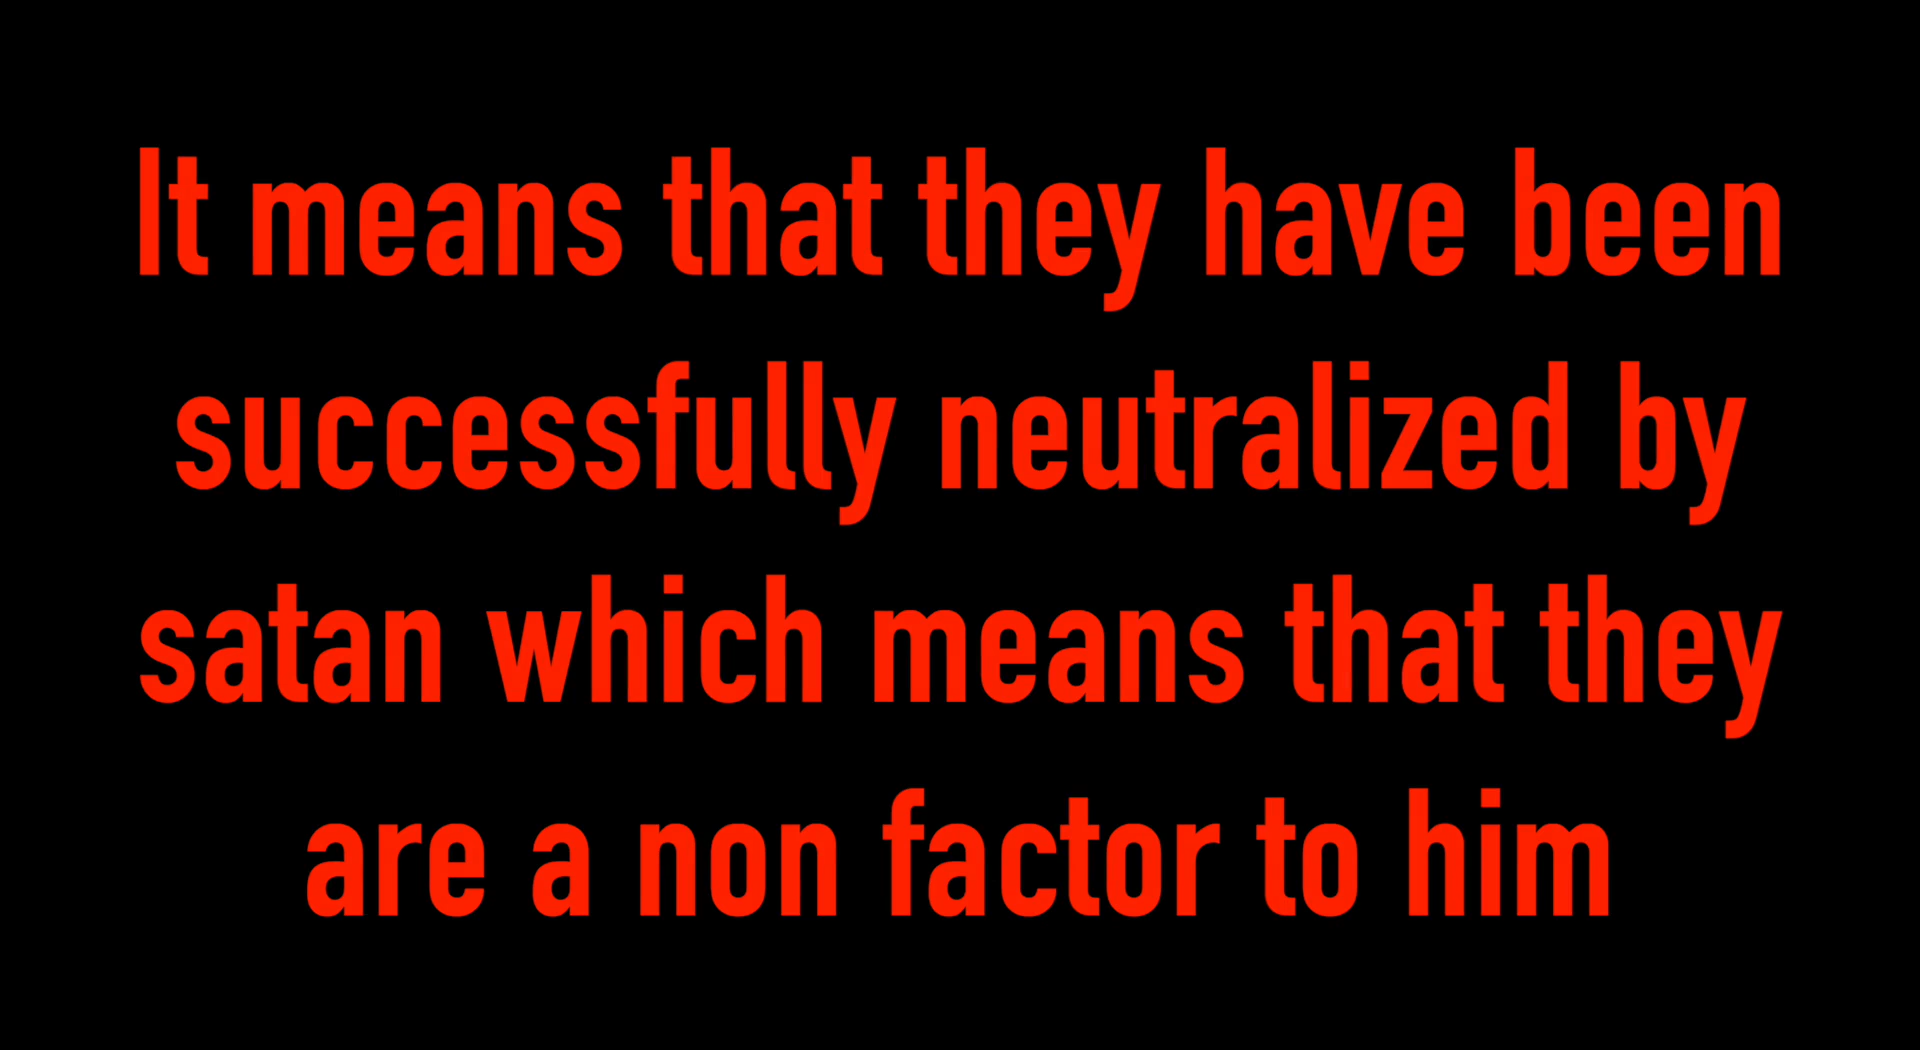 It means that they have been
successfully neutralized by
satan which means that they
are a non factor to him